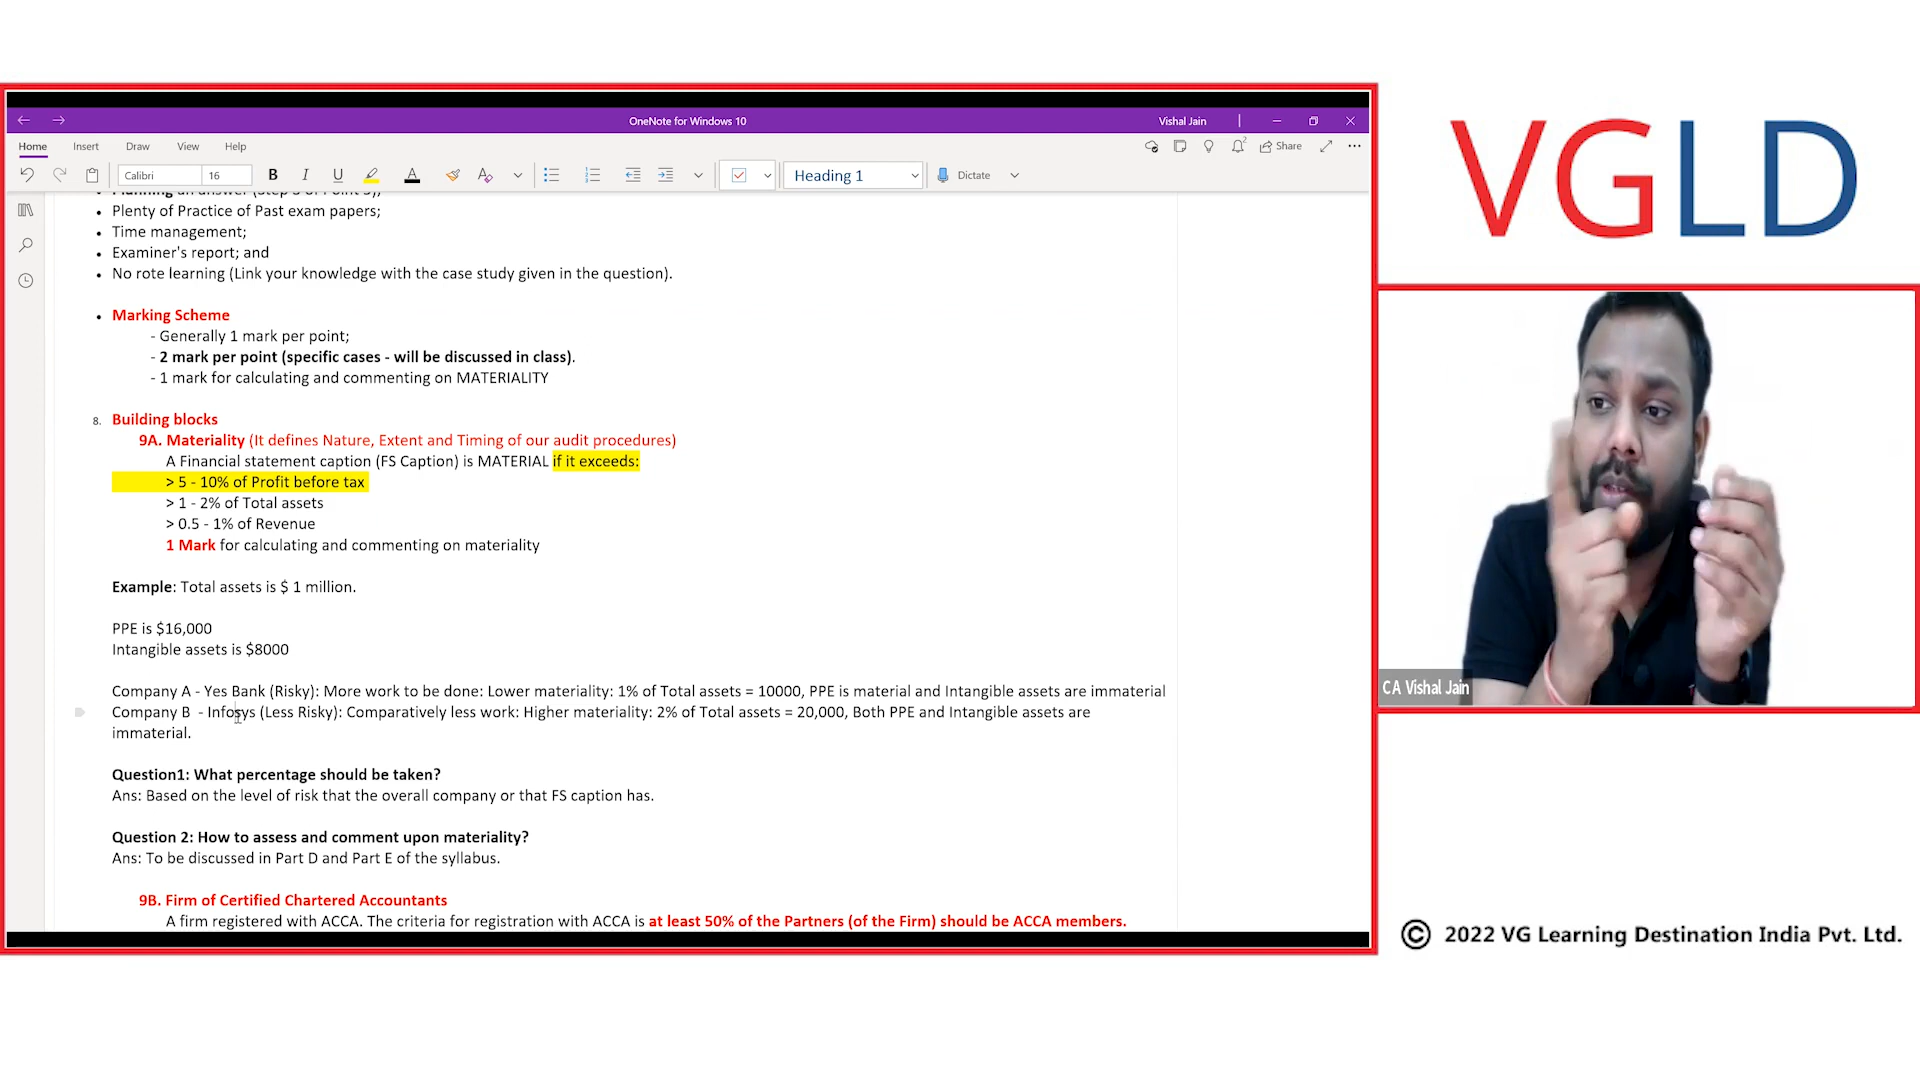 OneNote for Windows 10
Vishal Jain
Home Insert Draw View Help
Share
Calibri 16 B I U A Heading 1 Dictate
Planning an answer (Step 3 of Point 5);
• Plenty of Practice of Past exam papers;
• Time management;
• Examiner's report; and
• No rote learning (Link your knowledge with the case study given in the question).
• Marking Scheme
- Generally 1 mark per point;
- 2 mark per point (specific cases - will be discussed in class).
- 1 mark for calculating and commenting on MATERIALITY
8. Building blocks
9A. Materiality (It defines Nature, Extent and Timing of our audit procedures)
A Financial statement caption (FS Caption) is MATERIAL if it exceeds:
> 5 - 10% of Profit before tax
> 1 - 2% of Total assets
> 0.5 - 1% of Revenue
1 Mark for calculating and commenting on materiality
Example: Total assets is $ 1 million.
PPE is $16,000
Intangible assets is $8000
Company A - Yes Bank (Risky): More work to be done: Lower materiality: 1% of Total assets = 10000, PPE is material and Intangible assets are immaterial
Company B - Infosys (Less Risky): Comparatively less work: Higher materiality: 2% of Total assets = 20,000, Both PPE and Intangible assets are
immaterial.
Question1: What percentage should be taken?
Ans: Based on the level of risk that the overall company or that FS caption has.
Question 2: How to assess and comment upon materiality?
Ans: To be discussed in Part D and Part E of the syllabus.
9B. Firm of Certified Chartered Accountants
A firm registered with ACCA. The criteria for registration with ACCA is at least 50% of the Partners (of the Firm) should be ACCA members.
VGLD
CA Vishal Jain
© 2022 VG Learning Destination India Pvt. Ltd.